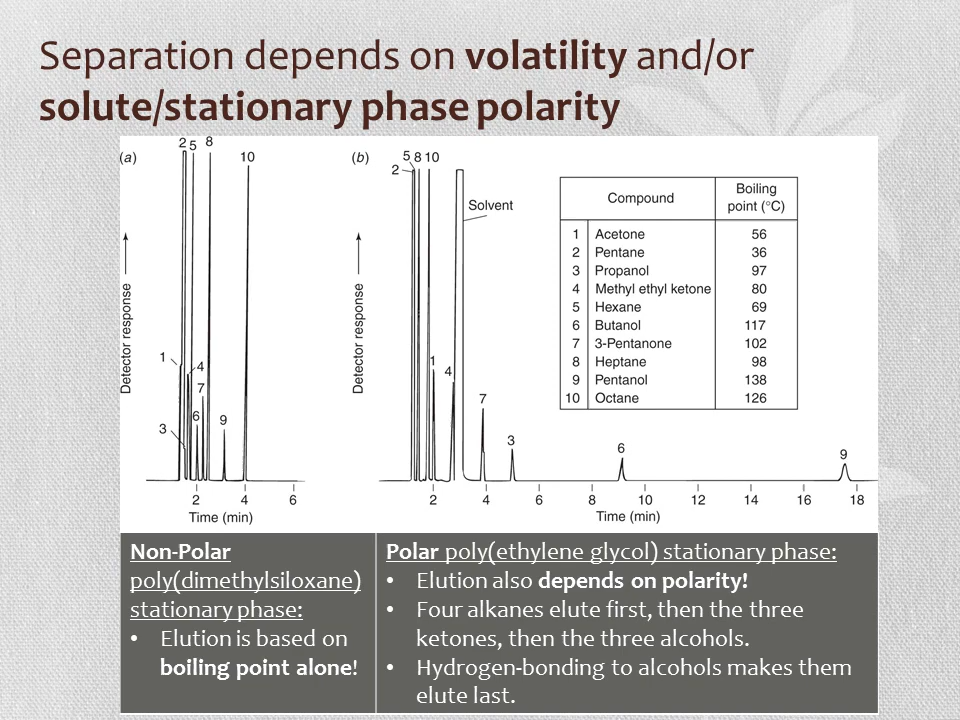 Separation depends on volatility and/or
solute/stationary phase polarity
(a)
2 5 8
10
1
4
7
6
9
3
Detector response
2 4 6
Time (min)
(b)
5 8 10
2
Solvent
1
4
7
3
6
9
Detector response
2 4 6 8 10 12 14 16 18
Time (min)
Compound Boiling
point (°C)
1 Acetone 56
2 Pentane 36
3 Propanol 97
4 Methyl ethyl ketone 80
5 Hexane 69
6 Butanol 117
7 3-Pentanone 102
8 Heptane 98
9 Pentanol 138
10 Octane 126
Non-Polar
poly(dimethylsiloxane)
stationary phase:
• Elution is based on
boiling point alone!
Polar poly(ethylene glycol) stationary phase:
• Elution also depends on polarity!
• Four alkanes elute first, then the three
ketones, then the three alcohols.
• Hydrogen-bonding to alcohols makes them
elute last.